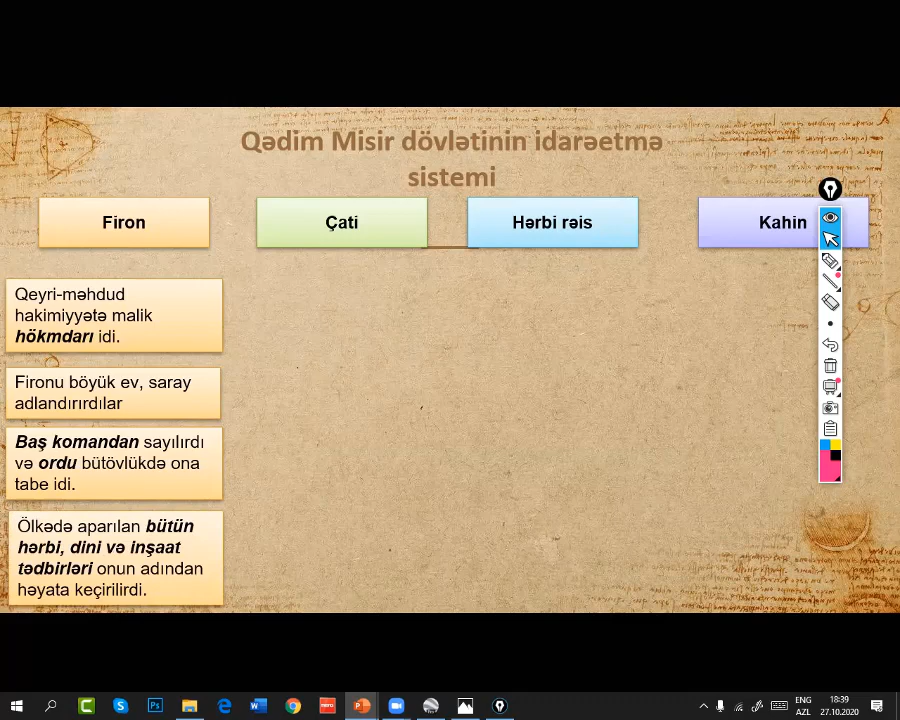 Qədim Misir dövlətinin idarəetmə
sistemi
Firon
Çati
Hərbi rəis
Kahin
Qeyri-məhdud
hakimiyyətə malik
hökmdarı idi.
Fironu böyük ev, saray
adlandırırdılar
Baş komandan sayılırdı
və ordu bütövlükdə ona
tabe idi.
Ölkədə aparılan bütün
hərbi, dini və inşaat
tədbirləri onun adından
həyata keçirilirdi.
ENG
AZL
18:39
27.10.2020